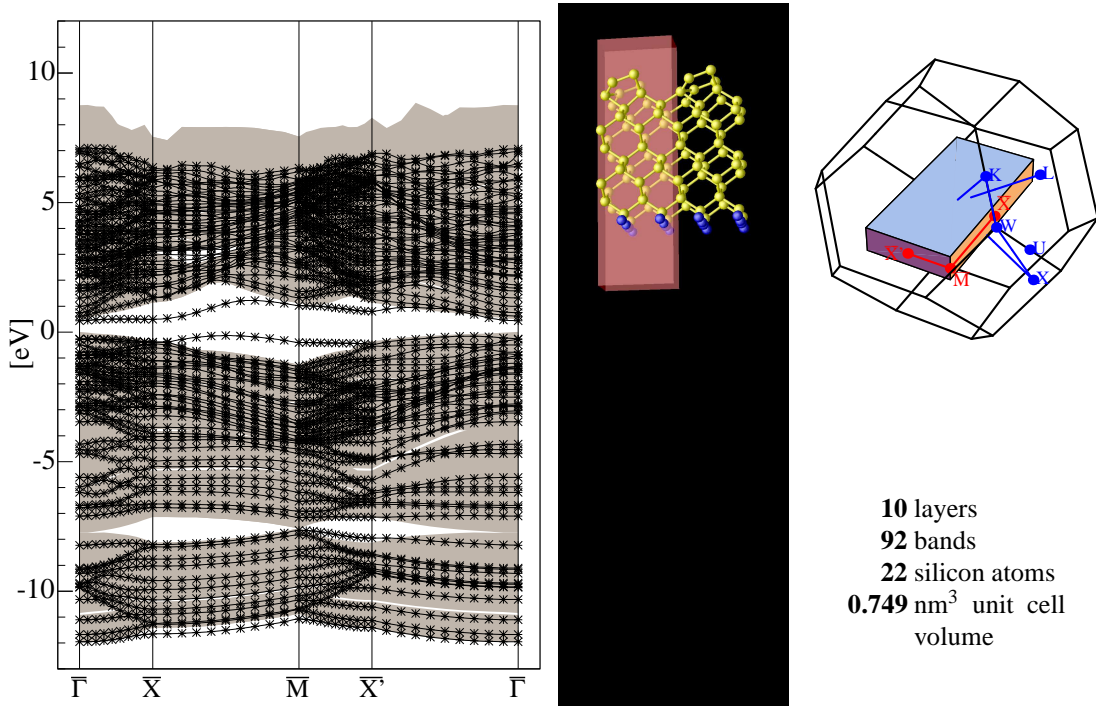 10
5
0
-5
-10
[eV]
Γ̅ X̅ M̅ X̅' Γ̅
K
L
X
W
U
X
M
X
10 layers
92 bands
22 silicon atoms
0.749 nm³ unit cell
volume